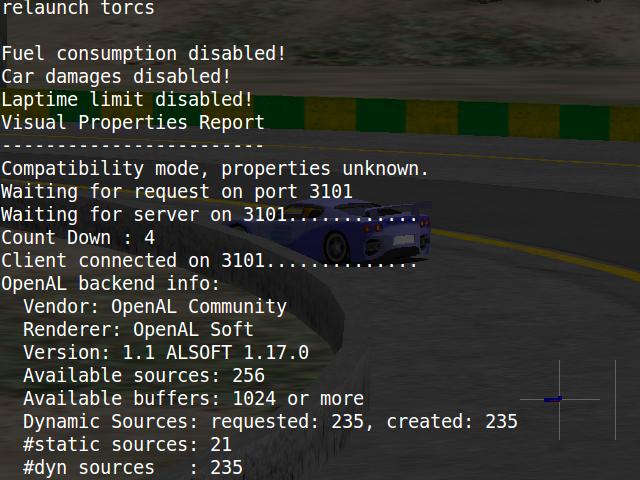 relaunch torcs
Fuel consumption disabled!
Car damages disabled!
Laptime limit disabled!
Visual Properties Report
------------------------
Compatibility mode, properties unknown.
Waiting for request on port 3101
Waiting for server on 3101............
Count Down : 4
Client connected on 3101..............
OpenAL backend info:
  Vendor: OpenAL Community
  Renderer: OpenAL Soft
  Version: 1.1 ALSOFT 1.17.0
  Available sources: 256
  Available buffers: 1024 or more
  Dynamic Sources: requested: 235, created: 235
  #static sources: 21
  #dyn sources   : 235